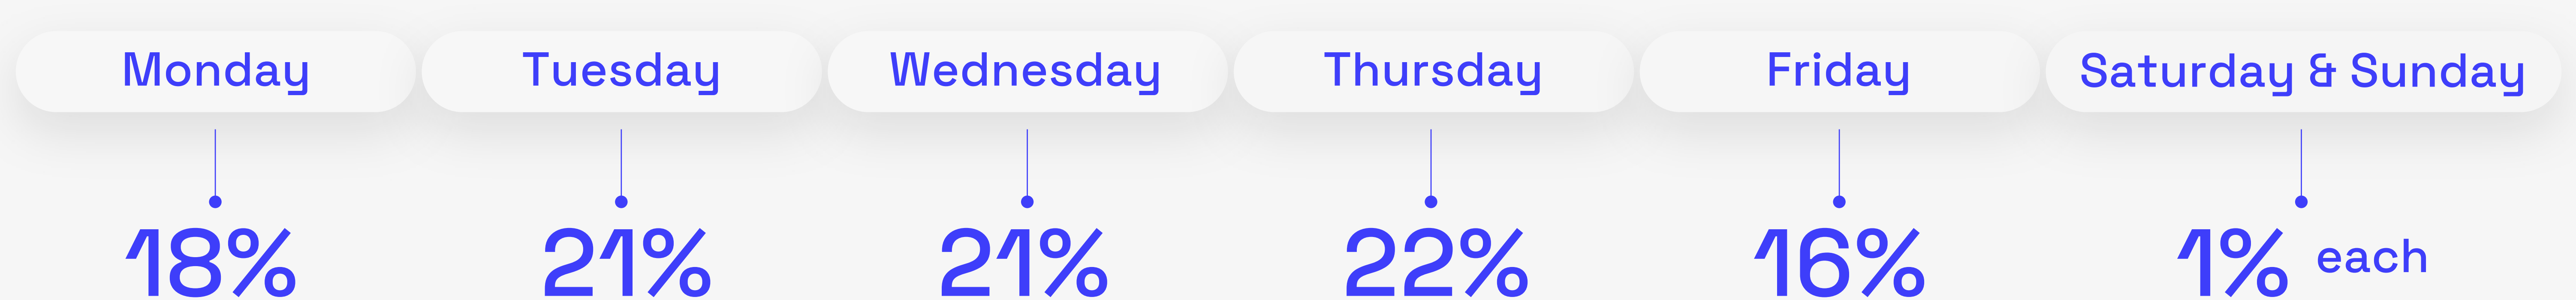 Monday Tuesday Wednesday Thursday Friday Saturday & Sunday
18% 21% 21% 22% 16% 1% each